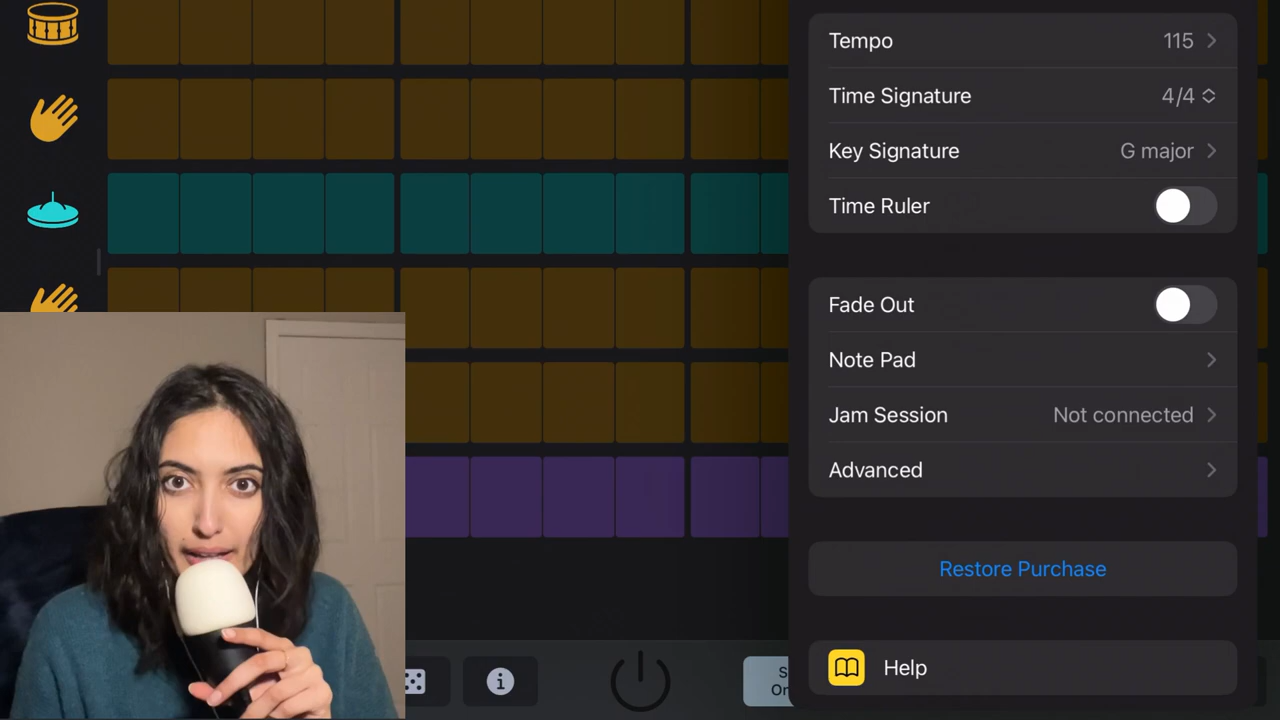 Tempo 115
Time Signature 4/4
Key Signature G major
Time Ruler
Fade Out
Note Pad
Jam Session Not connected
Advanced
Restore Purchase
Help